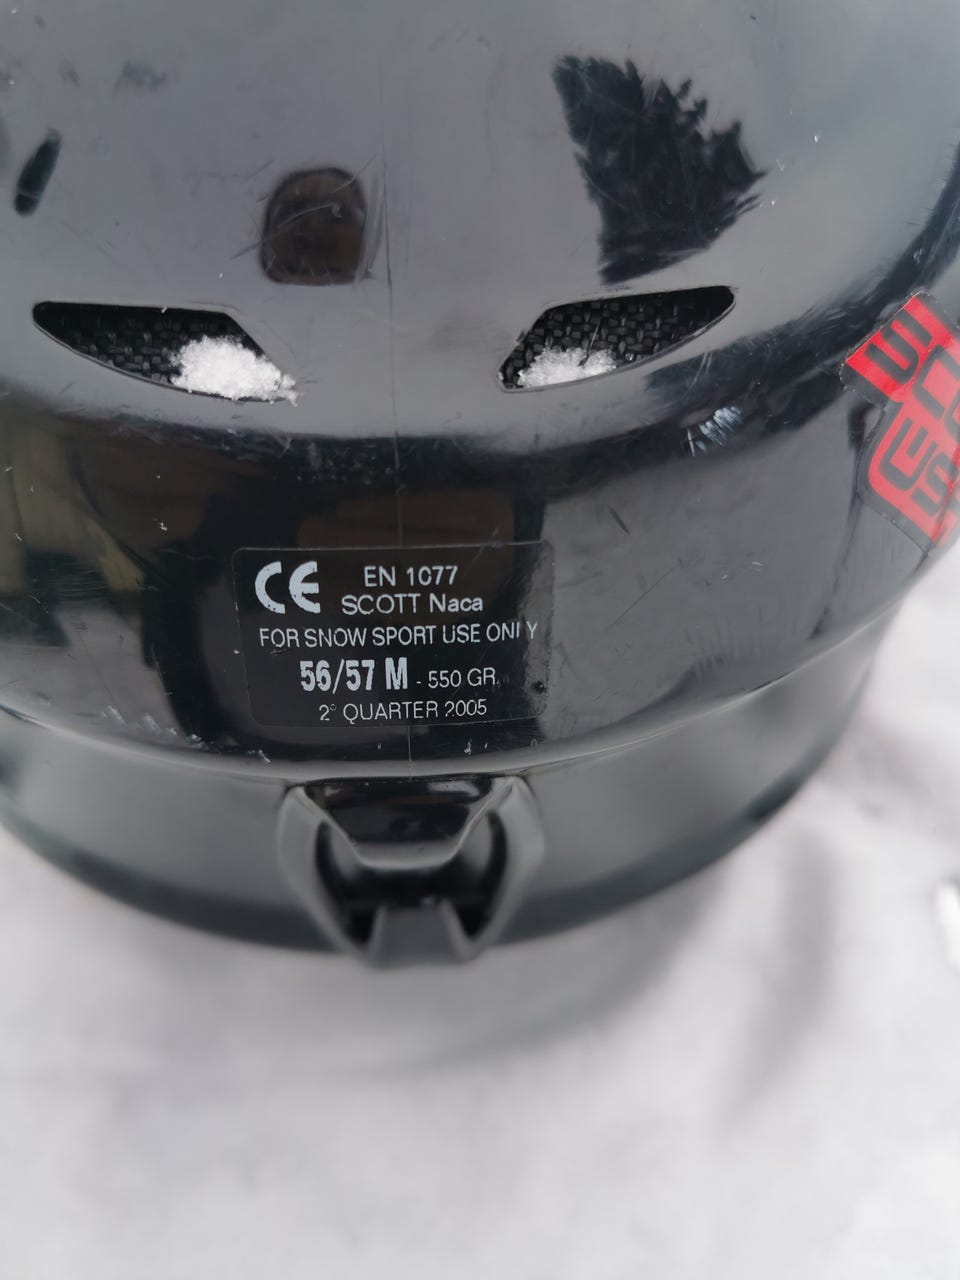 CE EN 1077
SCOTT Naca
FOR SNOW SPORT USE ONLY
56/57 M - 550 GR.
2° QUARTER 2005